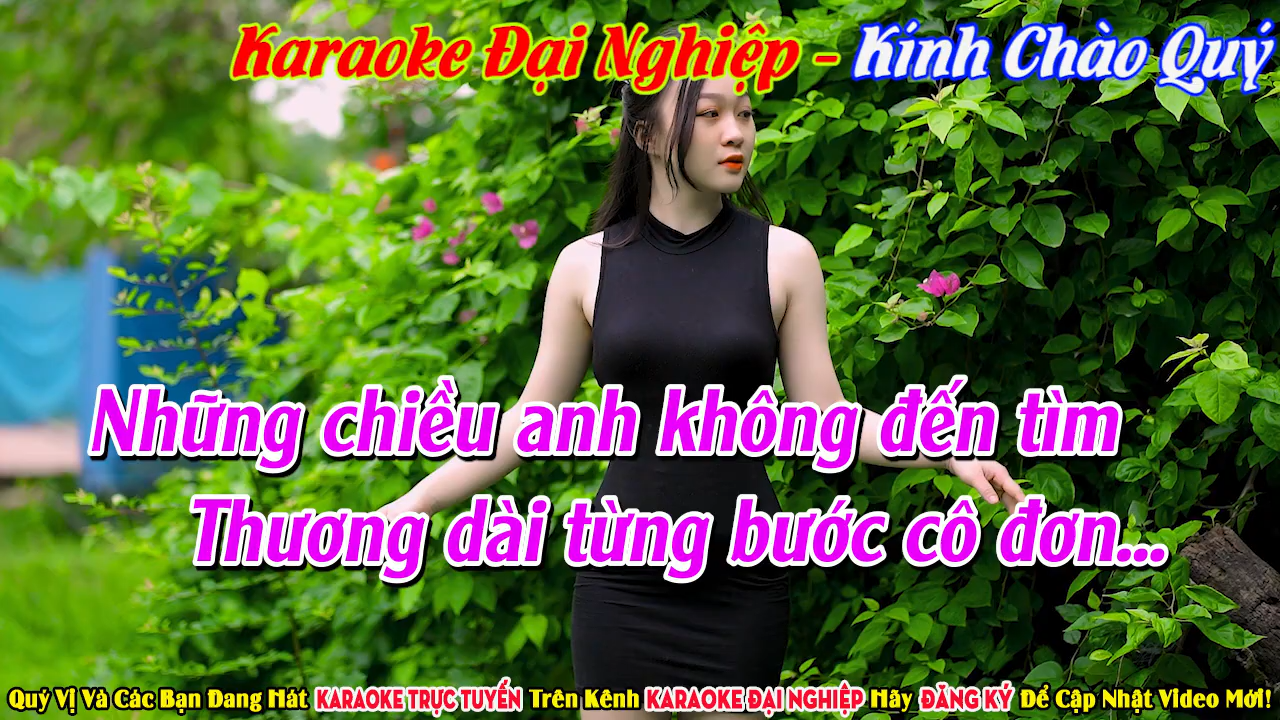 Karaoke Đại Nghiệp - Kính Chào Quý
Những chiều anh không đến tìm
Thương dài từng bước cô đơn...
Quý Vị Và Các Bạn Đang Hát KARAOKE TRỰC TUYẾN Trên Kênh KARAOKE ĐẠI NGHIỆP Hãy ĐĂNG KÝ Để Cập Nhật Video Mới!